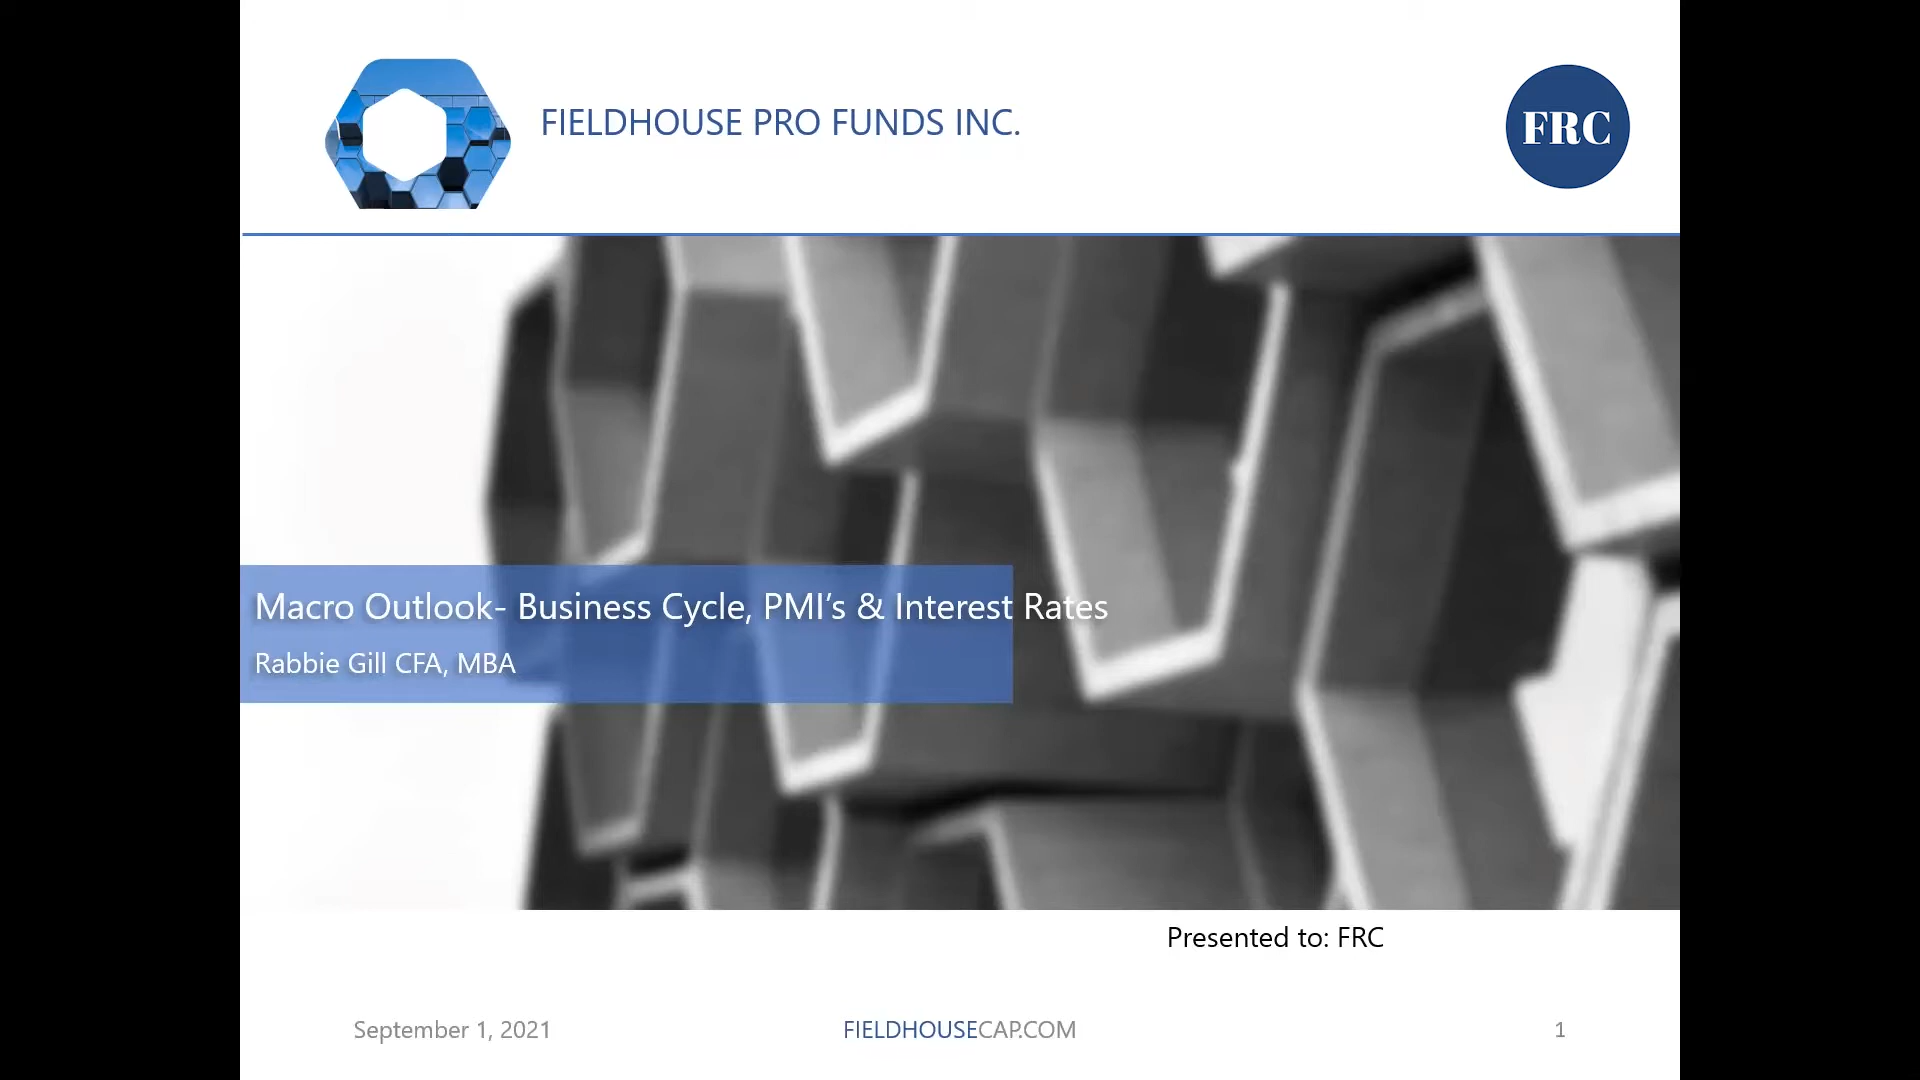 FIELDHOUSE PRO FUNDS INC.
FRC
Macro Outlook- Business Cycle, PMI’s & Interest Rates
Rabbie Gill CFA, MBA
Presented to: FRC
September 1, 2021
FIELDHOUSECAP.COM
1